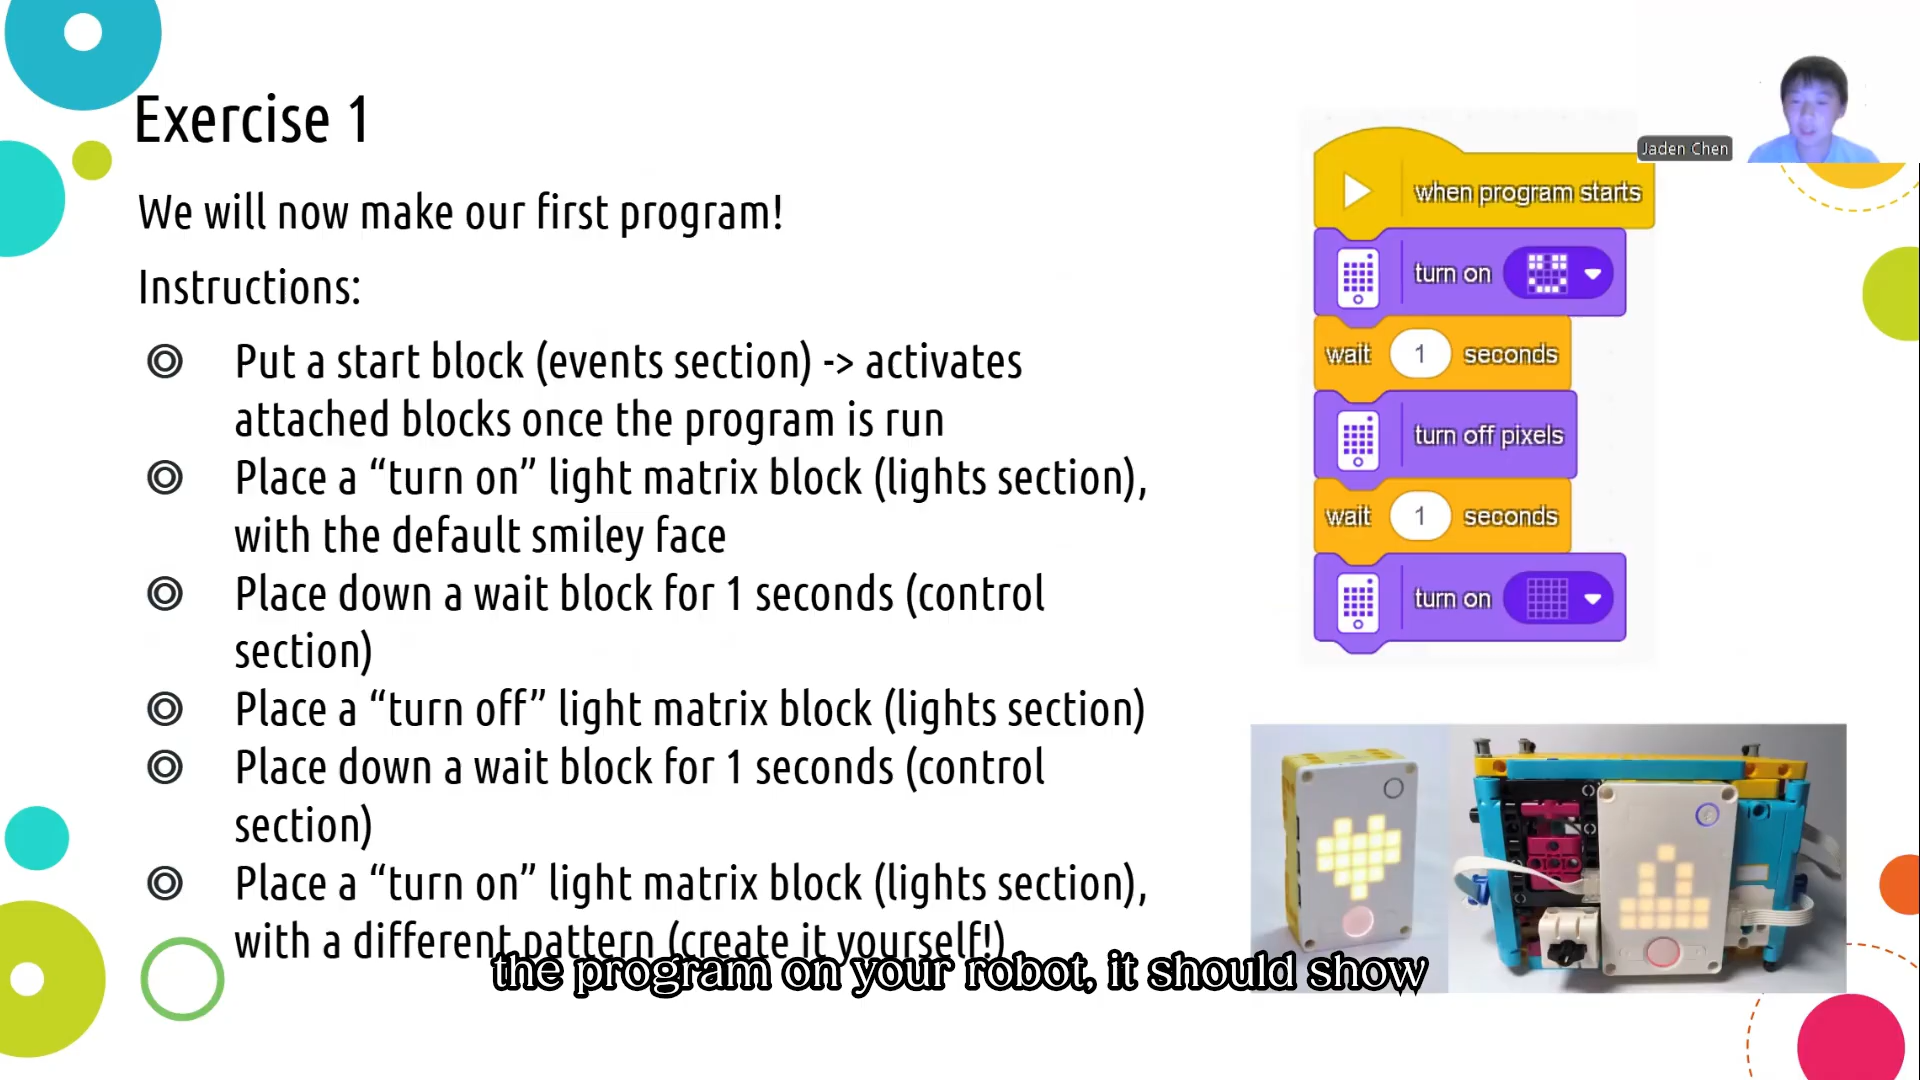 Exercise 1
We will now make our first program!
Instructions:
Put a start block (events section) -> activates
attached blocks once the program is run
Place a “turn on” light matrix block (lights section),
with the default smiley face
Place down a wait block for 1 seconds (control
section)
Place a “turn off” light matrix block (lights section)
Place down a wait block for 1 seconds (control
section)
Place a “turn on” light matrix block (lights section),
with a different pattern (create it yourself!)
when program starts
turn on
wait 1 seconds
turn off pixels
wait 1 seconds
turn on
Jaden Chen
the program on your robot, it should show